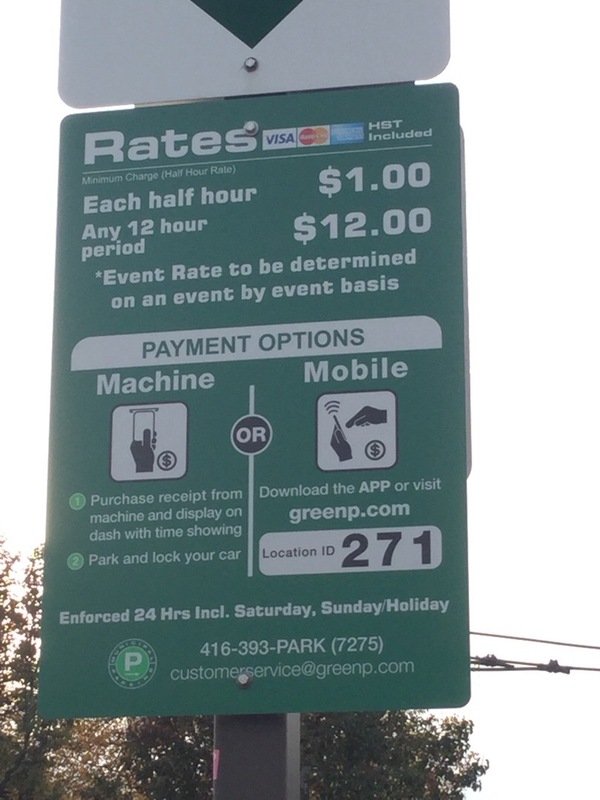 Rates VISA MasterCard HST Included
Minimum Charge (Half Hour Rate)
Each half hour $1.00
Any 12 hour period $12.00
*Event Rate to be determined
on an event by event basis
PAYMENT OPTIONS
Machine
OR
Mobile
$
$
1 Purchase receipt from
machine and display on
dash with time showing
2 Park and lock your car
Download the APP or visit
greenp.com
Location ID 271
Enforced 24 Hrs Incl. Saturday, Sunday/Holiday
P
416-393-PARK (7275)
customerservice@greenp.com